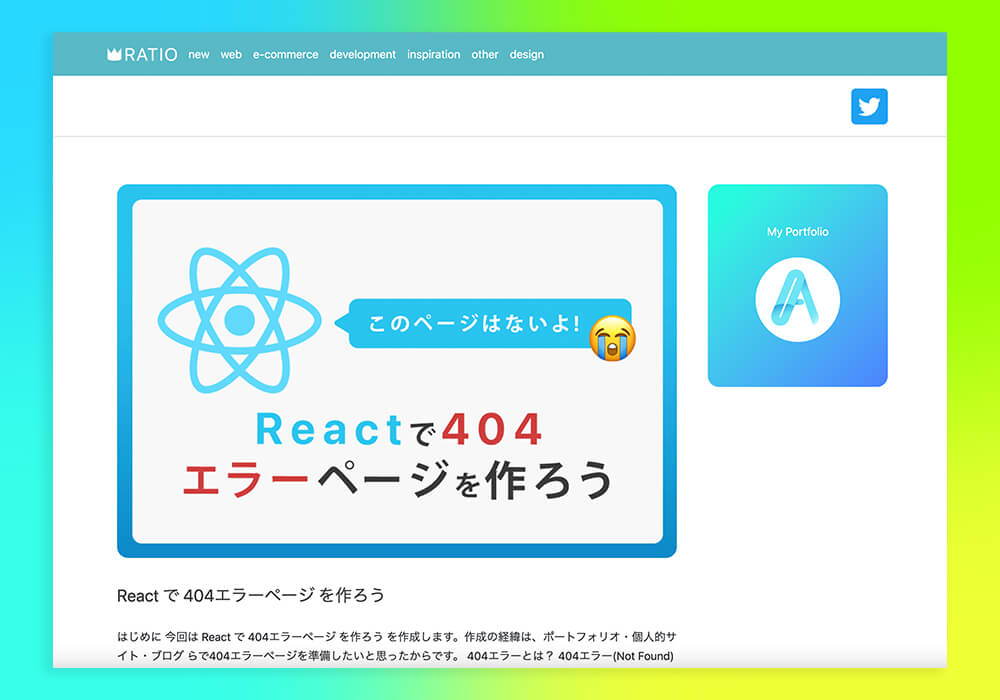 RATIO new web e-commerce development inspiration other design
このページはないよ!
Reactで404
エラーページを作ろう
My Portfolio
React で 404エラーページ を作ろう
はじめに 今回は React で 404エラーページ を作ろう を作成します。作成の経緯は、ポートフォリオ・個人的サ
イト・ブログ らで404エラーページを準備したいと思ったからです。 404エラーとは？ 404エラー(Not Found)